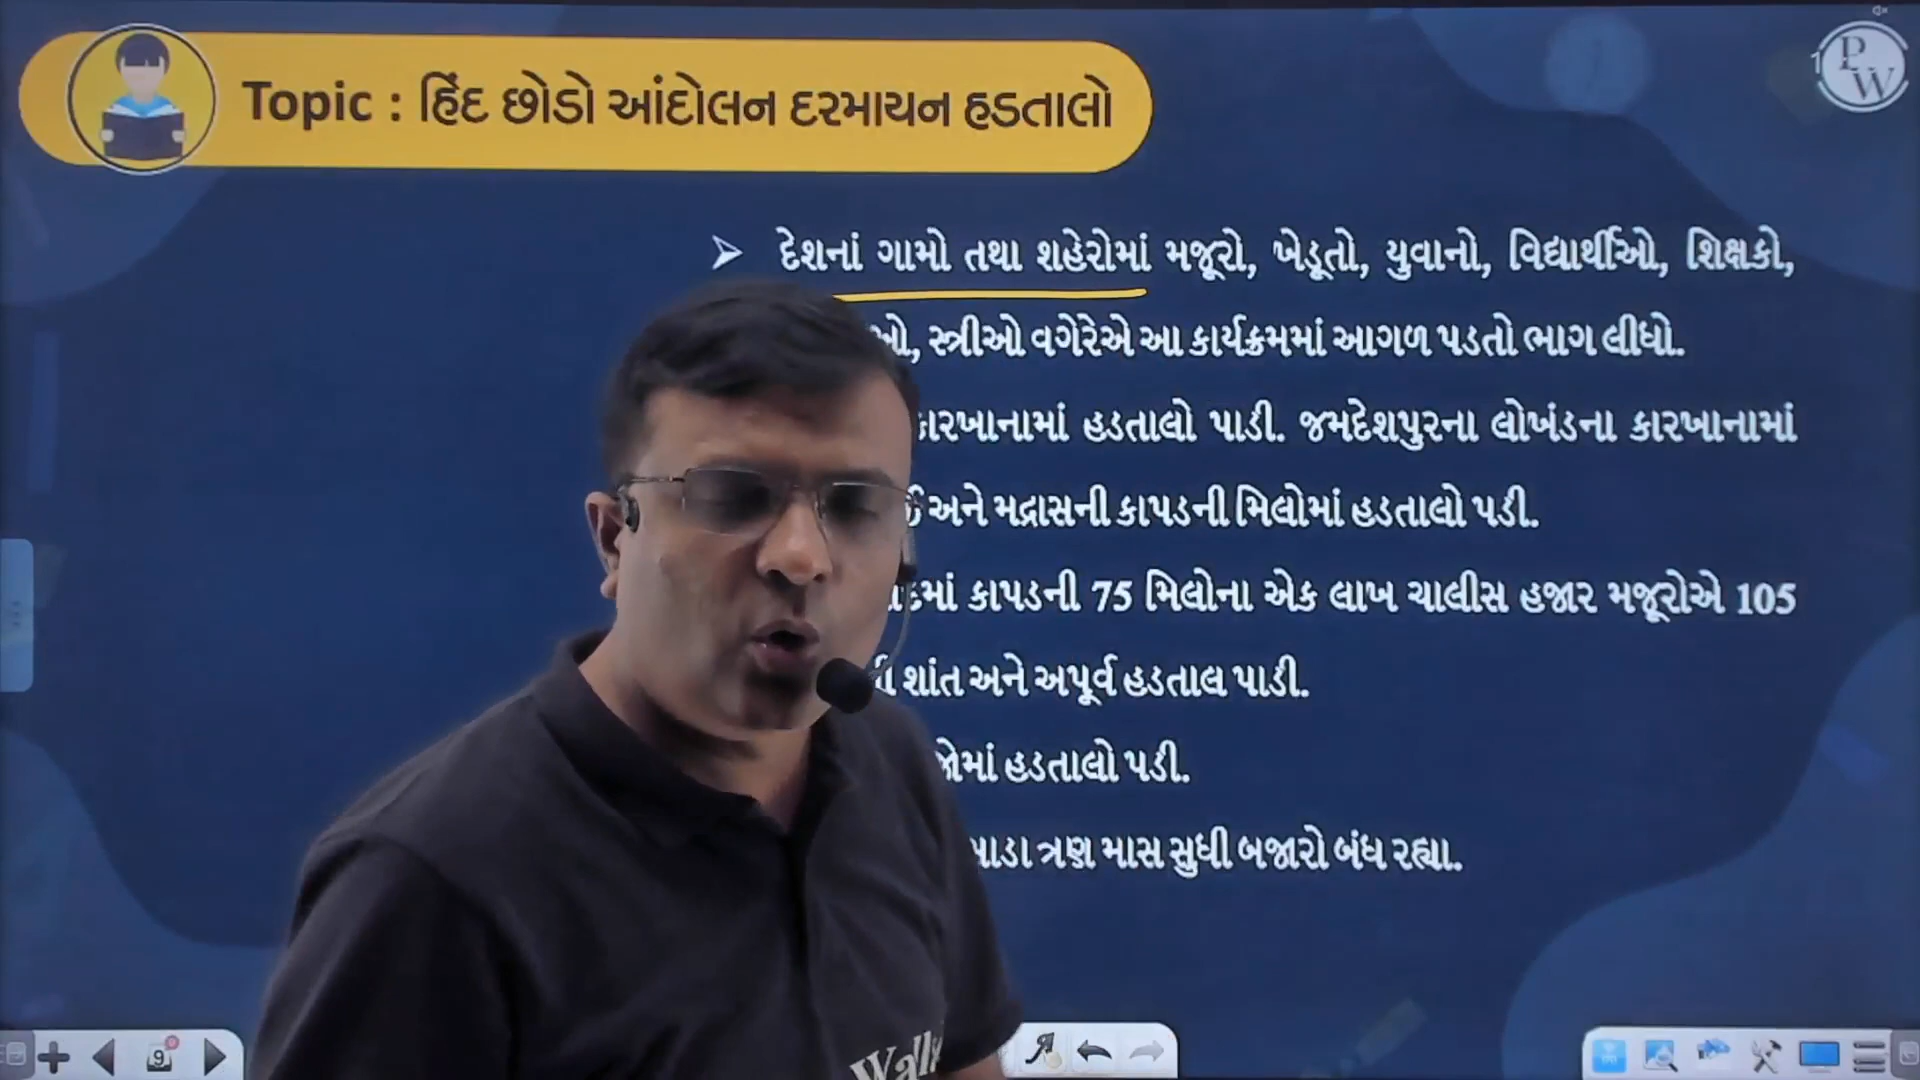 Topic : હિંદ છોડો આંદોલન દરમાયન હડતાલો
PW
➢ દેશનાં ગામો તથા શહેરોમાં મજૂરો, ખેડૂતો, યુવાનો, વિદ્યાર્થીઓ, શિક્ષકો,
સ્ત્રીઓ વગેરેએ આ કાર્યક્રમમાં આગળ પડતો ભાગ લીધો.
કારખાનામાં હડતાલો પાડી. જમદેશપુરના લોખંડના કારખાનામાં
અને મદ્રાસની કાપડની મિલોમાં હડતાલો પડી.
કાપડની 75 મિલોના એક લાખ ચાલીસ હજાર મજૂરોએ 105
શાંત અને અપૂર્વ હડતાલ પાડી.
હડતાલો પડી.
ત્રણ માસ સુધી બજારો બંધ રહ્યા.
9